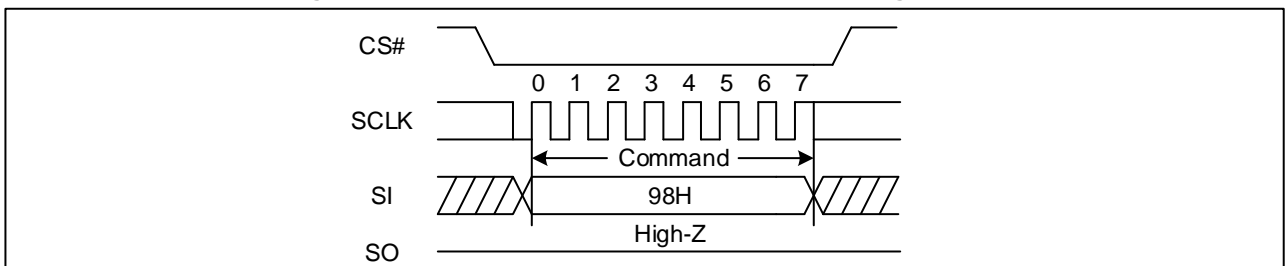 CS#
0 1 2 3 4 5 6 7
SCLK
Command
SI 98H
High-Z
SO